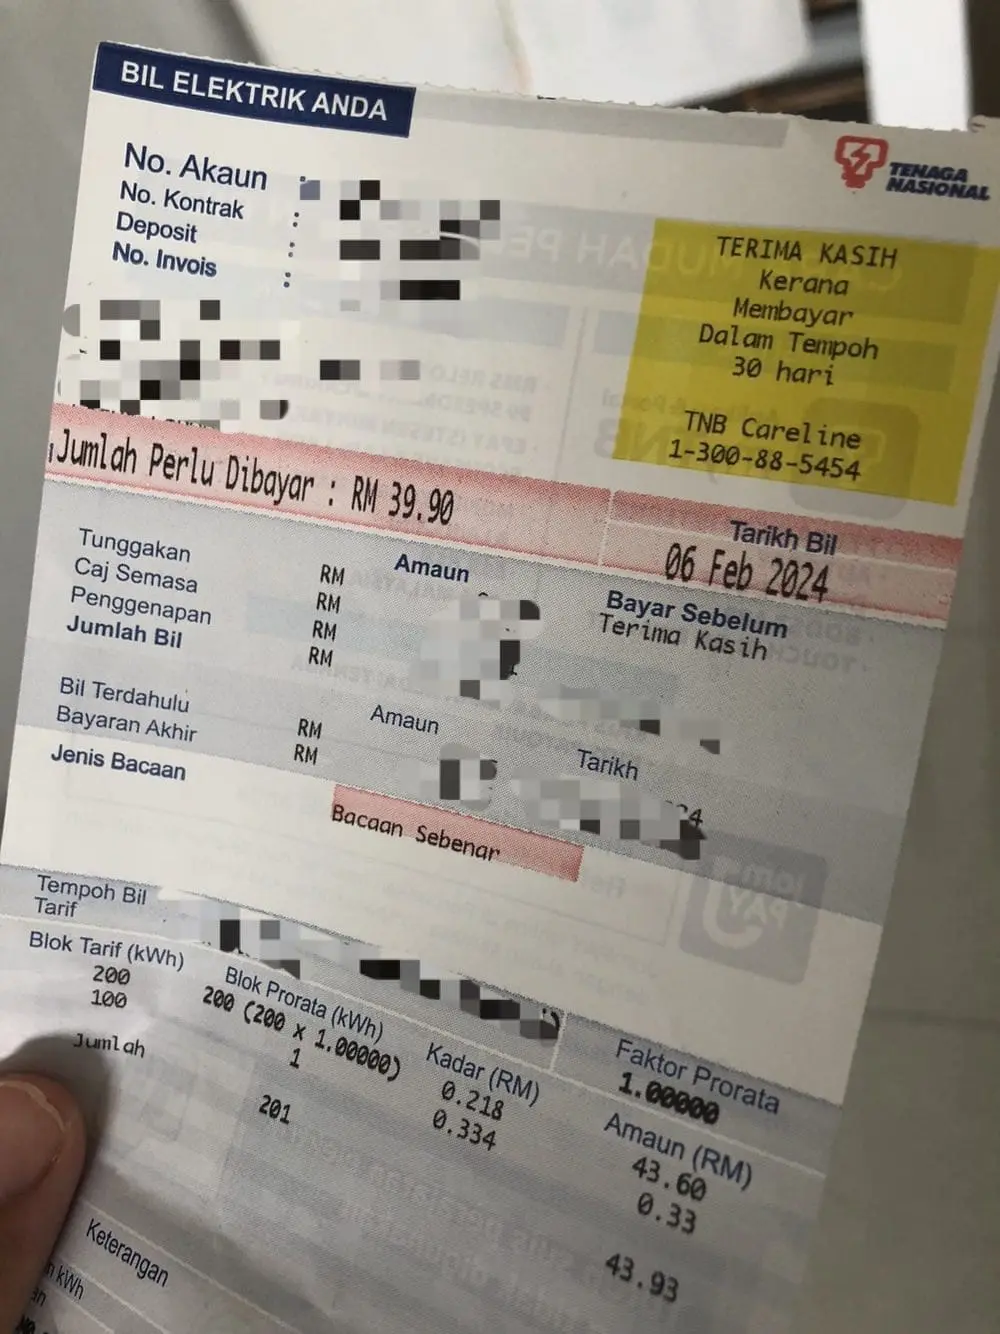 BIL ELEKTRIK ANDA
TENAGA
NASIONAL
No. Akaun :
No. Kontrak :
Deposit :
No. Invois :
TERIMA KASIH
Kerana
Membayar
Dalam Tempoh
30 hari
TNB Careline
1-300-88-5454
Jumlah Perlu Dibayar : RM 39.90
Tarikh Bil
06 Feb 2024
Amaun
Bayar Sebelum
Terima Kasih
Tunggakan RM
Caj Semasa RM
Penggenapan RM
Jumlah Bil RM
Amaun Tarikh
Bil Terdahulu RM
Bayaran Akhir RM
Jenis Bacaan Bacaan Sebenar
Tempoh Bil
Tarif
Faktor Prorata
1.00000
Blok Tarif (kWh) Blok Prorata (kWh) Kadar (RM) Amaun (RM)
200 200 (200 x 1.00000) 0.218 43.60
100 1 0.334 0.33
Jumlah 201 43.93
Keterangan
kWh